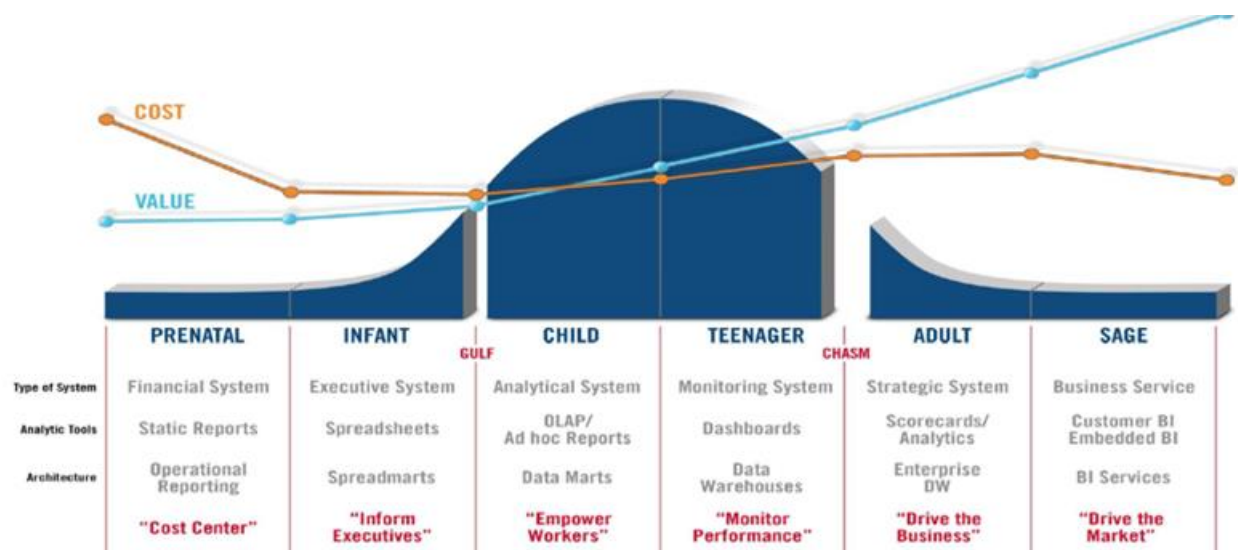 COST
VALUE
PRENATAL INFANT CHILD TEENAGER ADULT SAGE
GULF CHASM
Type of System Financial System Executive System Analytical System Monitoring System Strategic System Business Service
Analytic Tools Static Reports Spreadsheets OLAP/ Ad hoc Reports Dashboards Scorecards/ Analytics Customer BI Embedded BI
Architecture Operational Reporting Spreadmarts Data Marts Data Warehouses Enterprise DW BI Services
"Cost Center" "Inform Executives" "Empower Workers" "Monitor Performance" "Drive the Business" "Drive the Market"